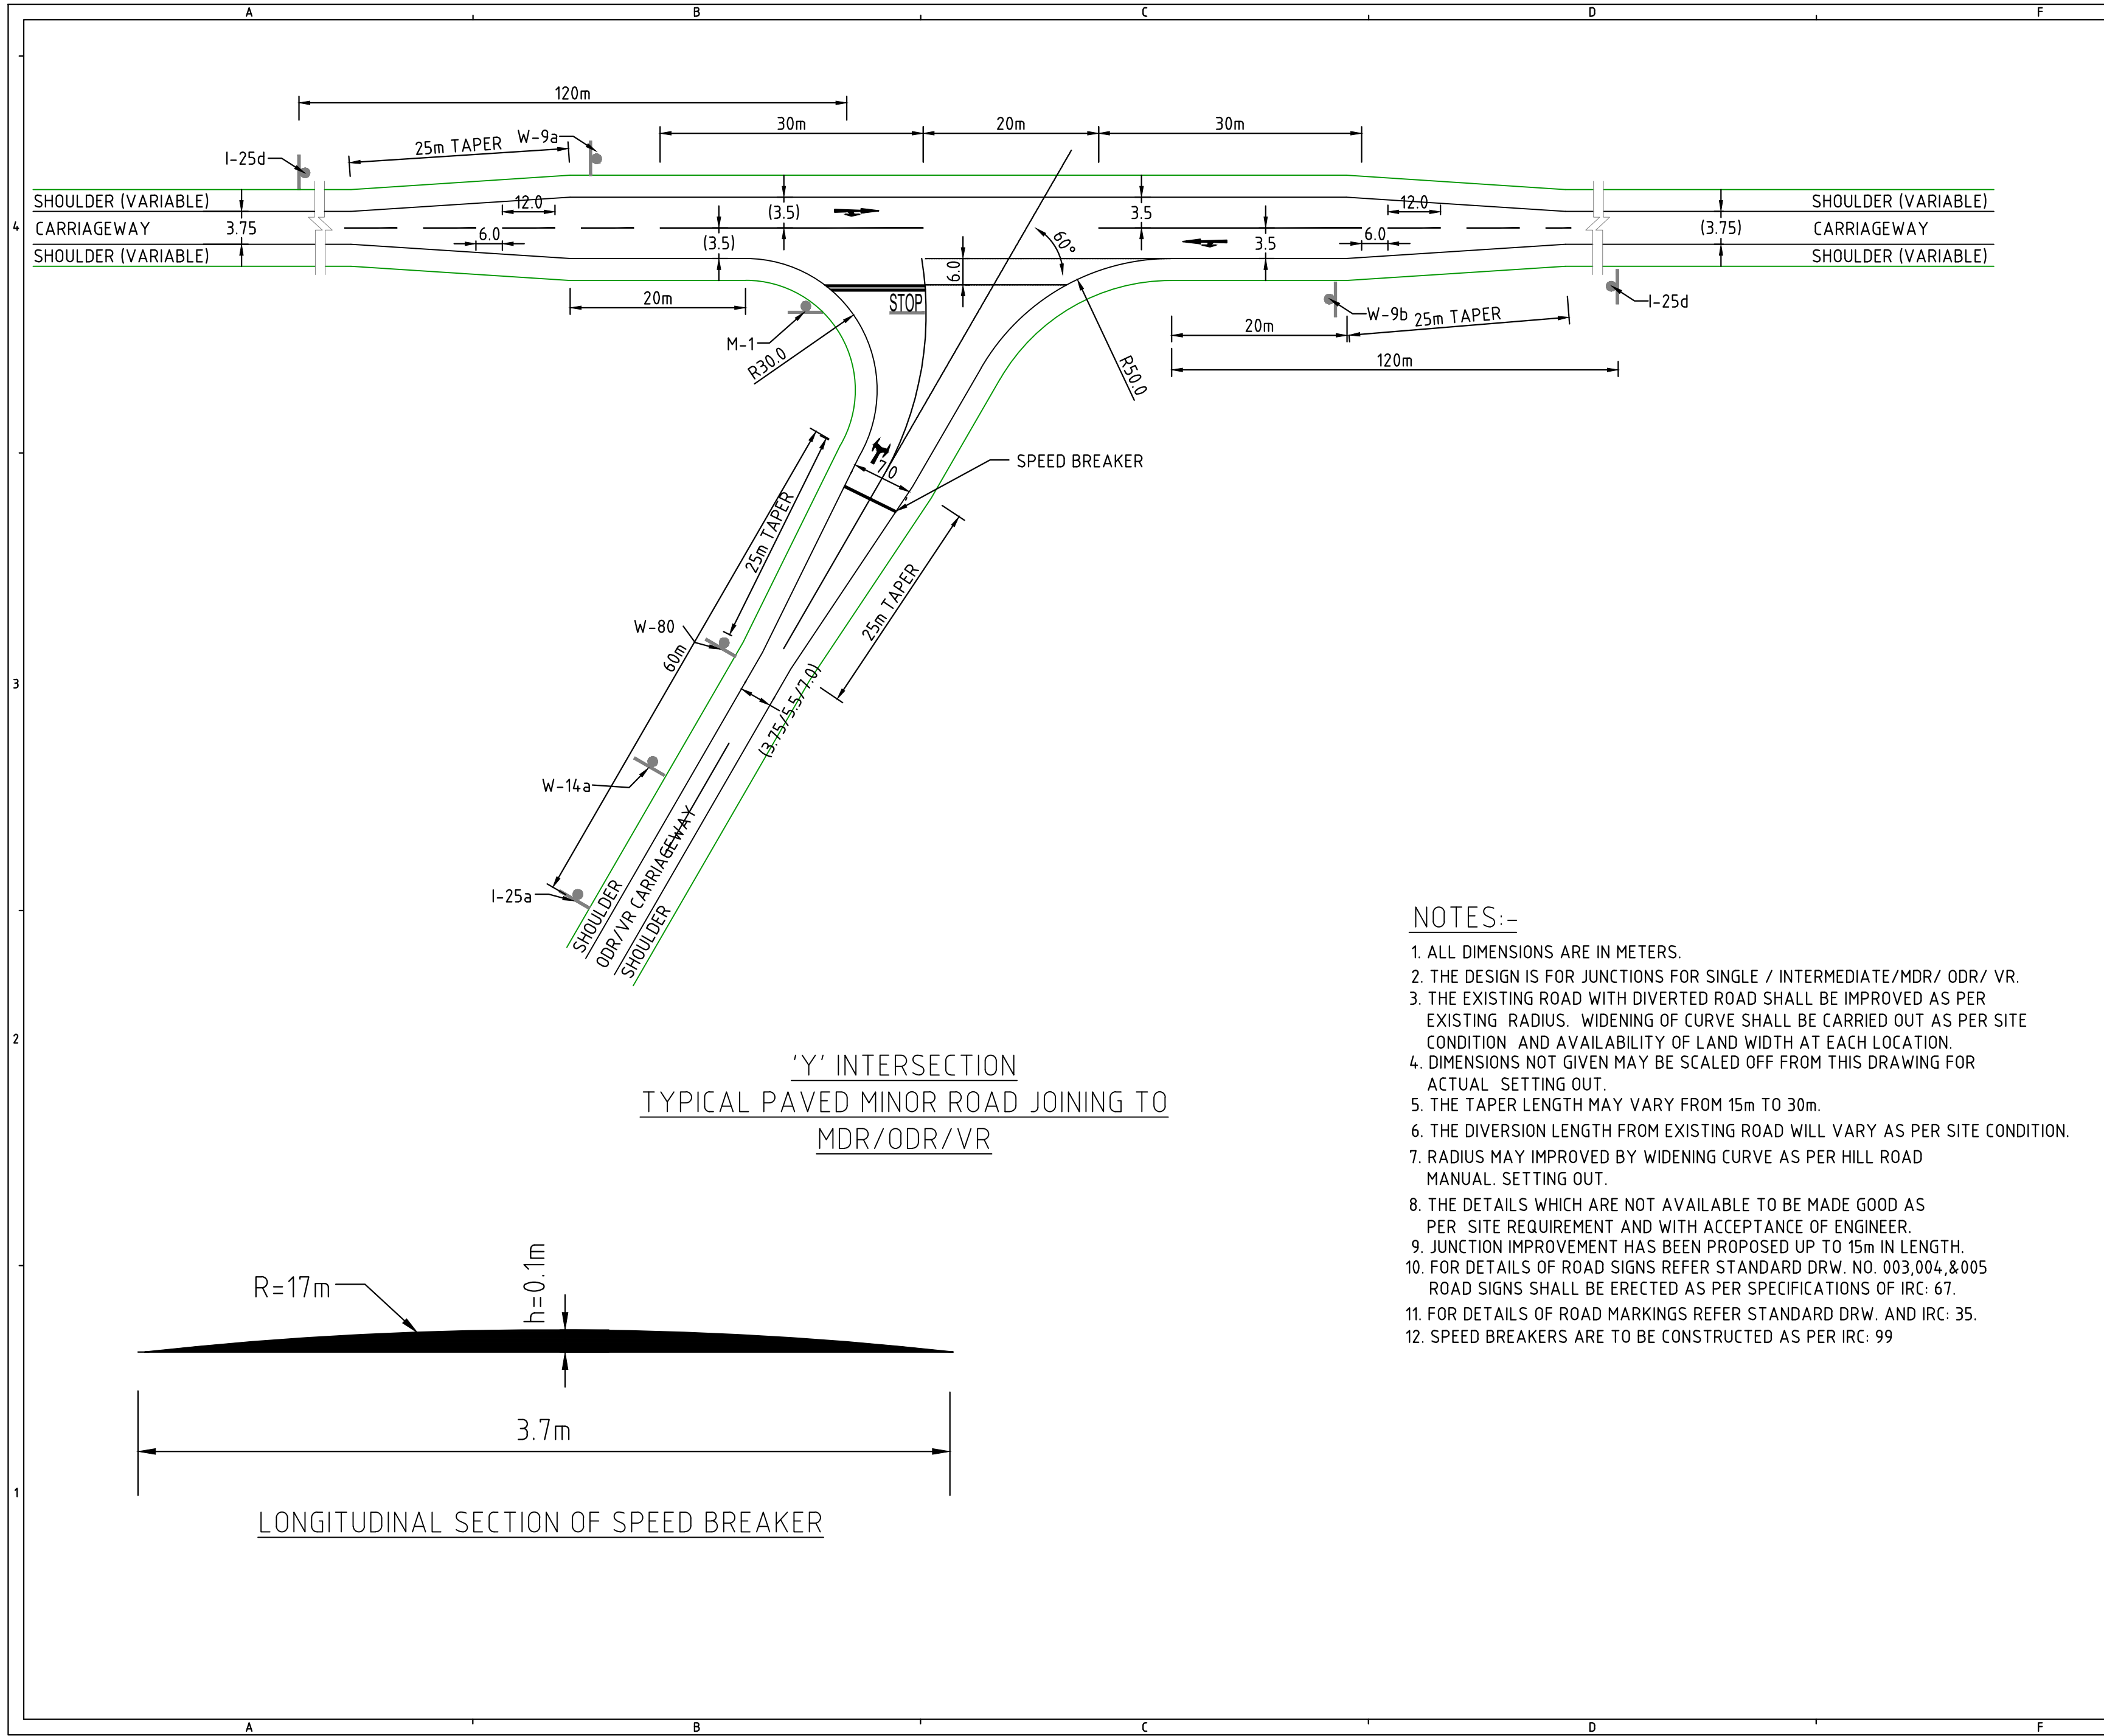 A B C D F
120m
30m 20m 30m
25m TAPER W-9a
I-25d
SHOULDER (VARIABLE) 12.0 (3.5) 3.5 12.0 SHOULDER (VARIABLE)
4 CARRIAGEWAY 3.75 (3.75) CARRIAGEWAY
6.0 (3.5) 60° 3.5 6.0
SHOULDER (VARIABLE) SHOULDER (VARIABLE)
6.0
20m STOP I-25d
W-9b 25m TAPER
20m
M-1
R30.0 R50.0 120m
7.0 SPEED BREAKER
25m TAPER
25m TAPER
W-80
60m
3
(3.75/5.5/7.0)
W-14a
I-25a
SHOULDER
ODR/VR CARRIAGEWAY
SHOULDER
2
'Y' INTERSECTION
TYPICAL PAVED MINOR ROAD JOINING TO
MDR/ODR/VR
NOTES:-
1. ALL DIMENSIONS ARE IN METERS.
2. THE DESIGN IS FOR JUNCTIONS FOR SINGLE / INTERMEDIATE/MDR/ ODR/ VR.
3. THE EXISTING ROAD WITH DIVERTED ROAD SHALL BE IMPROVED AS PER
EXISTING RADIUS. WIDENING OF CURVE SHALL BE CARRIED OUT AS PER SITE
CONDITION AND AVAILABILITY OF LAND WIDTH AT EACH LOCATION.
4. DIMENSIONS NOT GIVEN MAY BE SCALED OFF FROM THIS DRAWING FOR
ACTUAL SETTING OUT.
5. THE TAPER LENGTH MAY VARY FROM 15m TO 30m.
6. THE DIVERSION LENGTH FROM EXISTING ROAD WILL VARY AS PER SITE CONDITION.
7. RADIUS MAY IMPROVED BY WIDENING CURVE AS PER HILL ROAD
MANUAL. SETTING OUT.
8. THE DETAILS WHICH ARE NOT AVAILABLE TO BE MADE GOOD AS
PER SITE REQUIREMENT AND WITH ACCEPTANCE OF ENGINEER.
9. JUNCTION IMPROVEMENT HAS BEEN PROPOSED UP TO 15m IN LENGTH.
10. FOR DETAILS OF ROAD SIGNS REFER STANDARD DRW. NO. 003,004,&005
ROAD SIGNS SHALL BE ERECTED AS PER SPECIFICATIONS OF IRC: 67.
11. FOR DETAILS OF ROAD MARKINGS REFER STANDARD DRW. AND IRC: 35.
12. SPEED BREAKERS ARE TO BE CONSTRUCTED AS PER IRC: 99
R=17m
h=0.1m
3.7m
1
LONGITUDINAL SECTION OF SPEED BREAKER
A B C D F